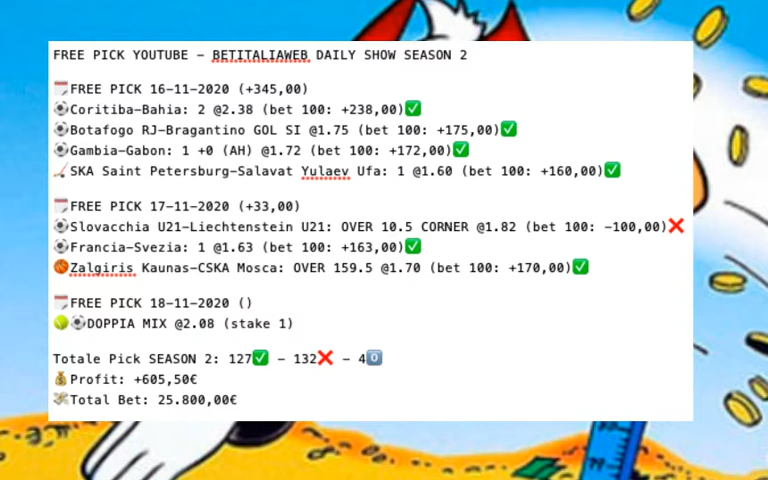 FREE PICK YOUTUBE – BETITALIAWEB DAILY SHOW SEASON 2
🗒️FREE PICK 16-11-2020 (+345,00)
⚽Coritiba-Bahia: 2 @2.38 (bet 100: +238,00)✅
⚽Botafogo RJ-Bragantino GOL SI @1.75 (bet 100: +175,00)✅
⚽Gambia-Gabon: 1 +0 (AH) @1.72 (bet 100: +172,00)✅
🏒SKA Saint Petersburg-Salavat Yulaev Ufa: 1 @1.60 (bet 100: +160,00)✅
🗒️FREE PICK 17-11-2020 (+33,00)
⚽Slovacchia U21-Liechtenstein U21: OVER 10.5 CORNER @1.82 (bet 100: -100,00)❌
⚽Francia-Svezia: 1 @1.63 (bet 100: +163,00)✅
🏀Zalgiris Kaunas-CSKA Mosca: OVER 159.5 @1.70 (bet 100: +170,00)✅
🗒️FREE PICK 18-11-2020 ()
🎾⚽DOPPIA MIX @2.08 (stake 1)
Totale Pick SEASON 2: 127✅ – 132❌ – 40️⃣
💰Profit: +605,50€
💸Total Bet: 25.800,00€